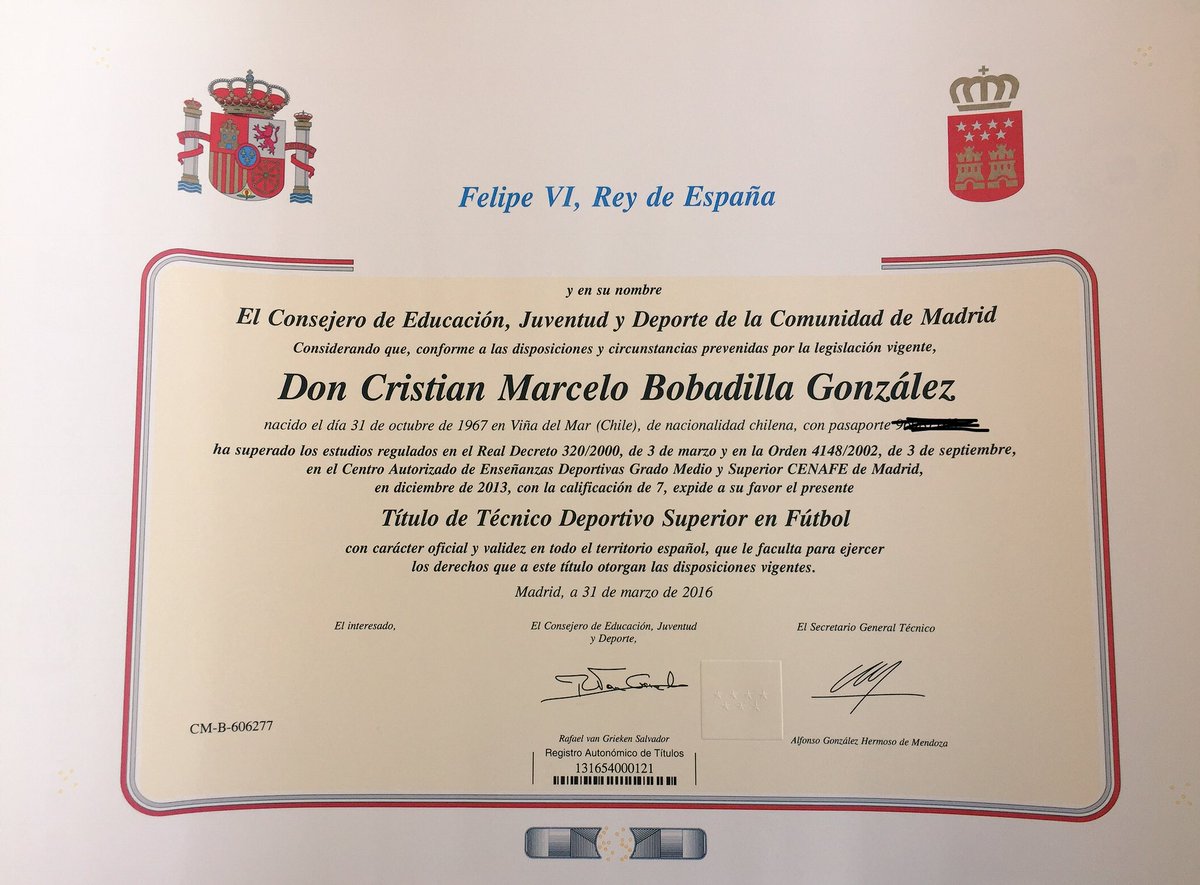 Felipe VI, Rey de España
y en su nombre
El Consejero de Educación, Juventud y Deporte de la Comunidad de Madrid
Considerando que, conforme a las disposiciones y circunstancias prevenidas por la legislación vigente,
Don Cristian Marcelo Bobadilla González
nacido el día 31 de octubre de 1967 en Viña del Mar (Chile), de nacionalidad chilena, con pasaporte
ha superado los estudios regulados en el Real Decreto 320/2000, de 3 de marzo y en la Orden 4148/2002, de 3 de septiembre,
en el Centro Autorizado de Enseñanzas Deportivas Grado Medio y Superior CENAFE de Madrid,
en diciembre de 2013, con la calificación de 7, expide a su favor el presente
Título de Técnico Deportivo Superior en Fútbol
con carácter oficial y validez en todo el territorio español, que le faculta para ejercer
los derechos que a este título otorgan las disposiciones vigentes.
Madrid, a 31 de marzo de 2016
El interesado,
El Consejero de Educación, Juventud
y Deporte,
El Secretario General Técnico
CM-B-606277
Rafael van Grieken Salvador
Alfonso González Hermoso de Mendoza
Registro Autonómico de Títulos
131654000121